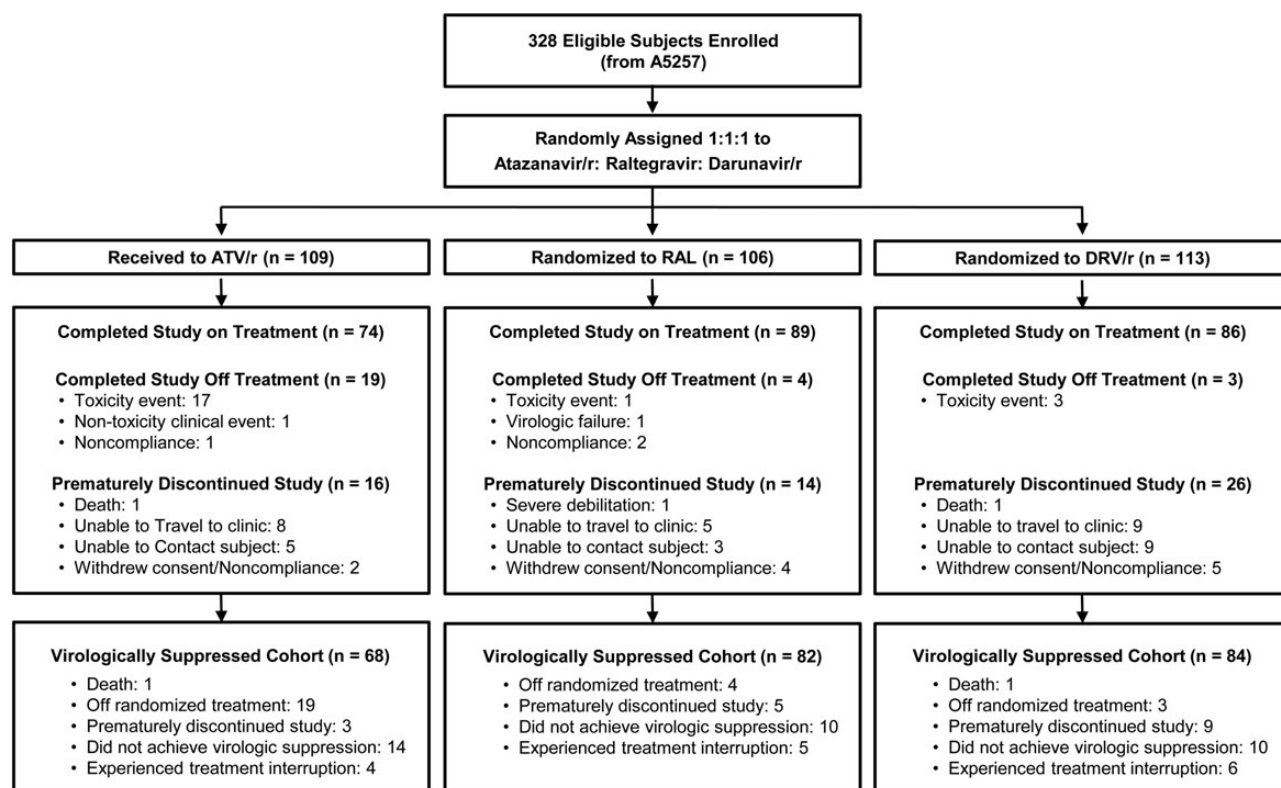 328 Eligible Subjects Enrolled
(from A5257)
Randomly Assigned 1:1:1 to
Atazanavir/r: Raltegravir: Darunavir/r
Received to ATV/r (n = 109)
Randomized to RAL (n = 106)
Randomized to DRV/r (n = 113)
Completed Study on Treatment (n = 74)
Completed Study Off Treatment (n = 19)
• Toxicity event: 17
• Non-toxicity clinical event: 1
• Noncompliance: 1
Prematurely Discontinued Study (n = 16)
• Death: 1
• Unable to Travel to clinic: 8
• Unable to Contact subject: 5
• Withdrew consent/Noncompliance: 2
Completed Study on Treatment (n = 89)
Completed Study Off Treatment (n = 4)
• Toxicity event: 1
• Virologic failure: 1
• Noncompliance: 2
Prematurely Discontinued Study (n = 14)
• Severe debilitation: 1
• Unable to travel to clinic: 5
• Unable to contact subject: 3
• Withdrew consent/Noncompliance: 4
Completed Study on Treatment (n = 86)
Completed Study Off Treatment (n = 3)
• Toxicity event: 3
Prematurely Discontinued Study (n = 26)
• Death: 1
• Unable to travel to clinic: 9
• Unable to contact subject: 9
• Withdrew consent/Noncompliance: 5
Virologically Suppressed Cohort (n = 68)
• Death: 1
• Off randomized treatment: 19
• Prematurely discontinued study: 3
• Did not achieve virologic suppression: 14
• Experienced treatment interruption: 4
Virologically Suppressed Cohort (n = 82)
• Off randomized treatment: 4
• Prematurely discontinued study: 5
• Did not achieve virologic suppression: 10
• Experienced treatment interruption: 5
Virologically Suppressed Cohort (n = 84)
• Death: 1
• Off randomized treatment: 3
• Prematurely discontinued study: 9
• Did not achieve virologic suppression: 10
• Experienced treatment interruption: 6